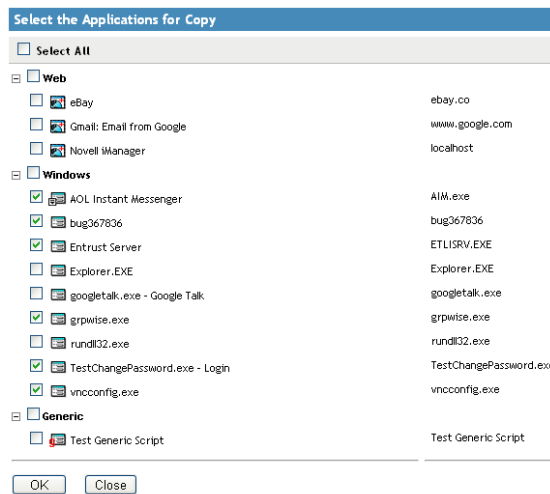 Select the Applications for Copy
Select All
Web
eBay ebay.co
Gmail: Email from Google www.google.com
Novell iManager localhost
Windows
AOL Instant Messenger AIM.exe
bug367836 bug367836
Entrust Server ETLISRV.EXE
Explorer.EXE Explorer.EXE
googletalk.exe - Google Talk googletalk.exe
grpwise.exe grpwise.exe
rundll32.exe rundll32.exe
TestChangePassword.exe - Login TestChangePassword.exe
vncconfig.exe vncconfig.exe
Generic
Test Generic Script Test Generic Script
OK Close